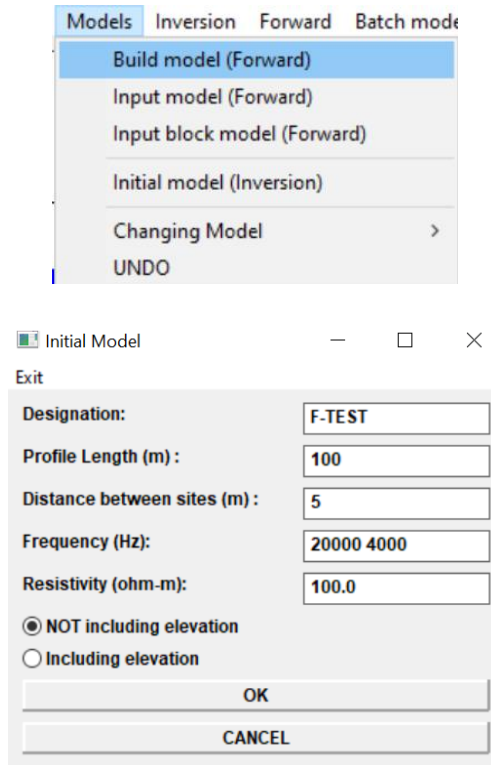 Models Inversion Forward Batch mode
Build model (Forward)
Input model (Forward)
Input block model (Forward)
Initial model (Inversion)
Changing Model >
UNDO
Initial Model
Exit
Designation: F-TEST
Profile Length (m) : 100
Distance between sites (m) : 5
Frequency (Hz): 20000 4000
Resistivity (ohm-m): 100.0
NOT including elevation
Including elevation
OK
CANCEL